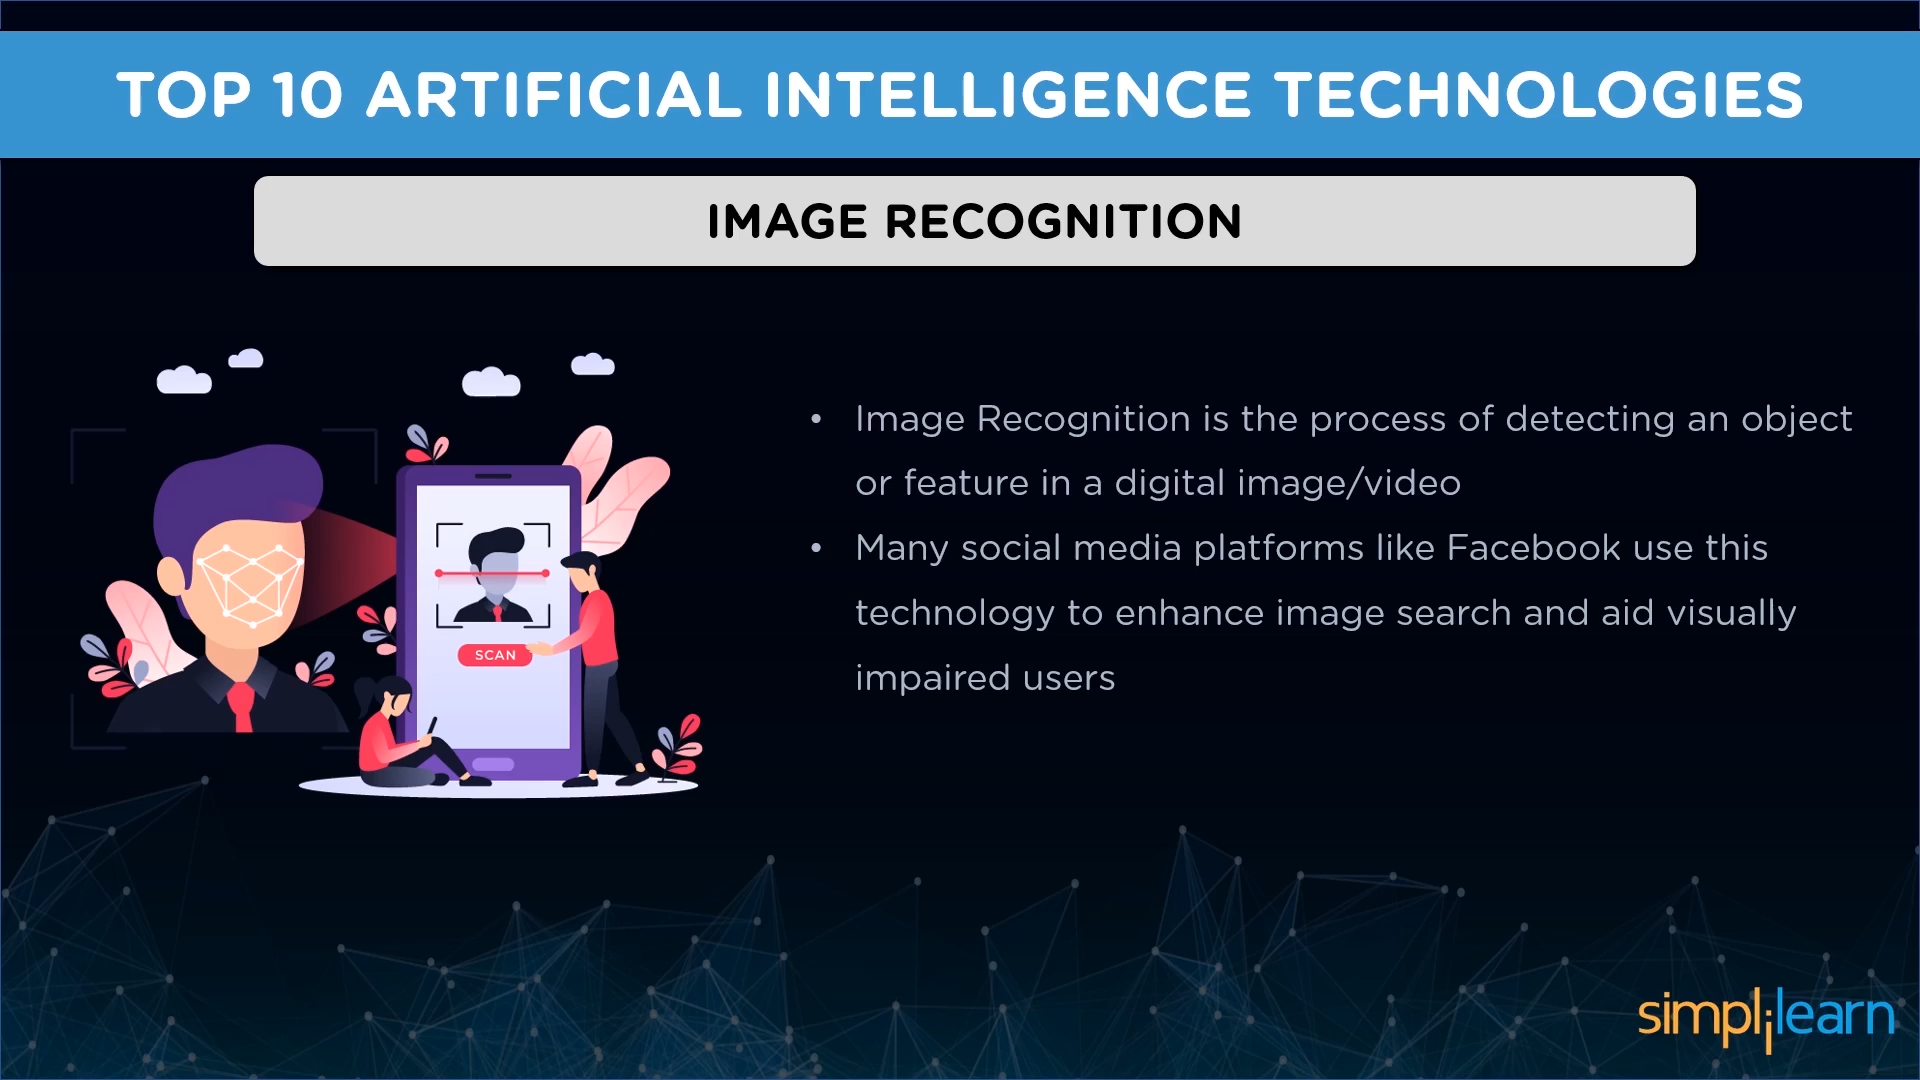 TOP 10 ARTIFICIAL INTELLIGENCE TECHNOLOGIES
IMAGE RECOGNITION
SCAN
• Image Recognition is the process of detecting an object
or feature in a digital image/video
• Many social media platforms like Facebook use this
technology to enhance image search and aid visually
impaired users
simplilearn